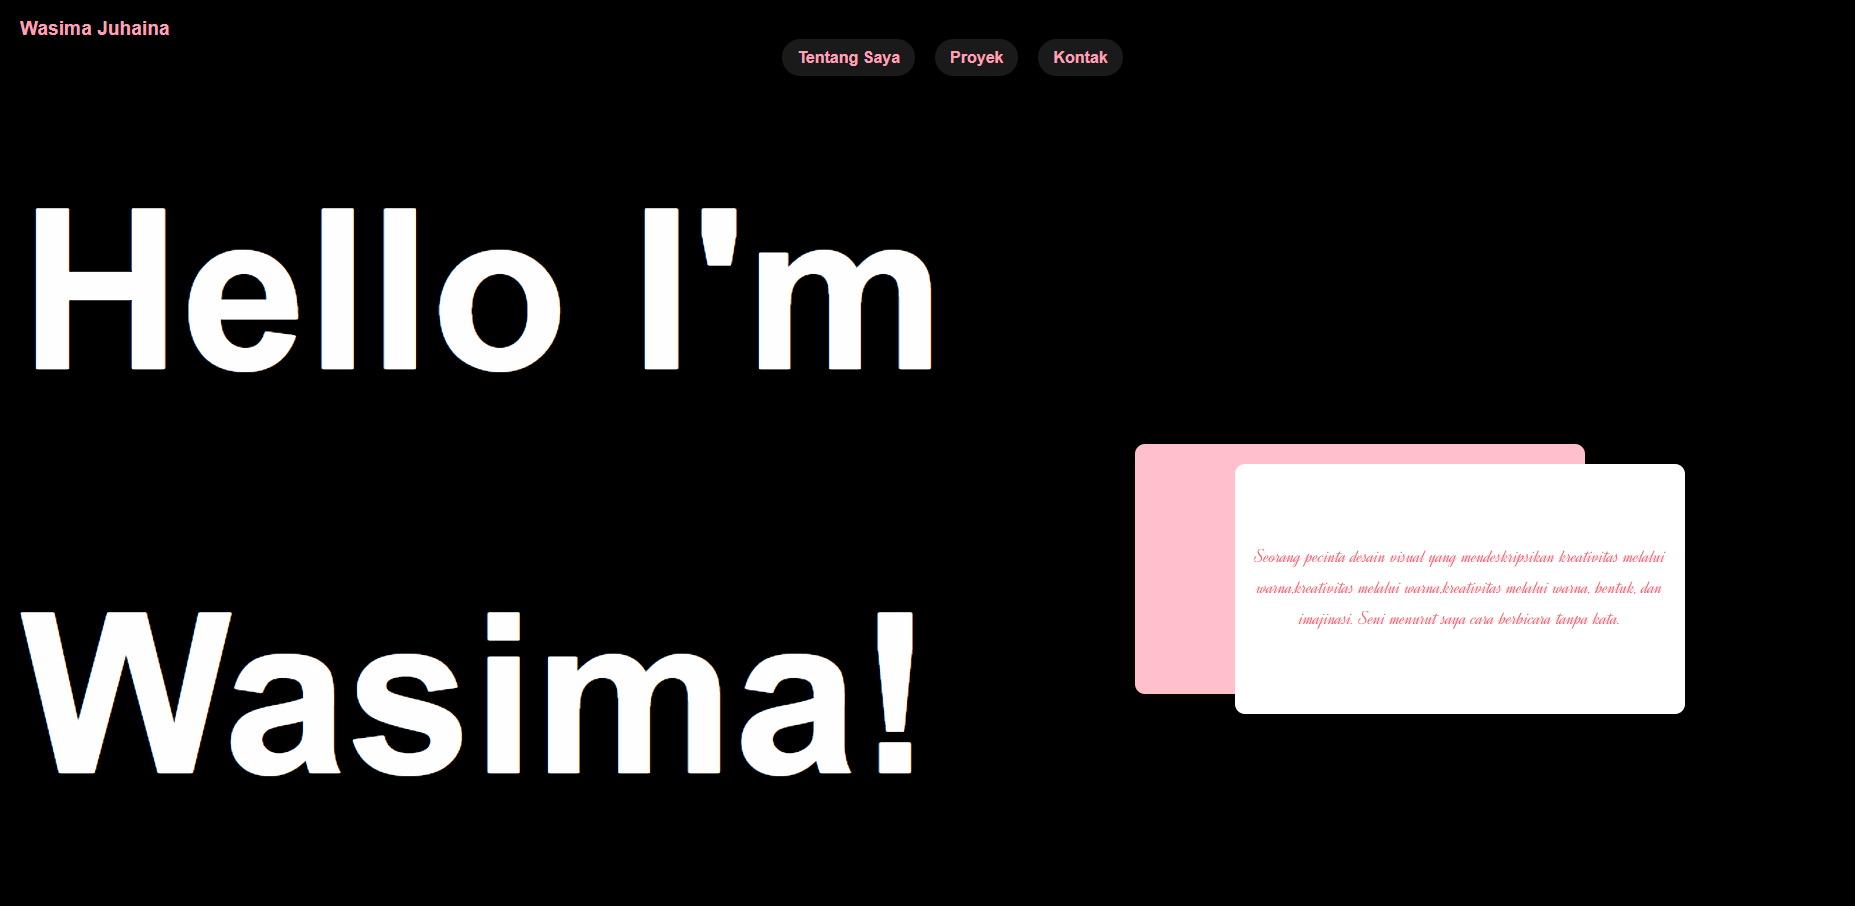 Wasima Juhaina
Tentang Saya
Proyek
Kontak
Hello I'm
Wasima!
Seorang pecinta desain visual yang mendeskripsikan kreativitas melalui
warna,kreativitas melalui warna,kreativitas melalui warna, bentuk, dan
imajinasi. Seni menurut saya cara berbicara tanpa kata.